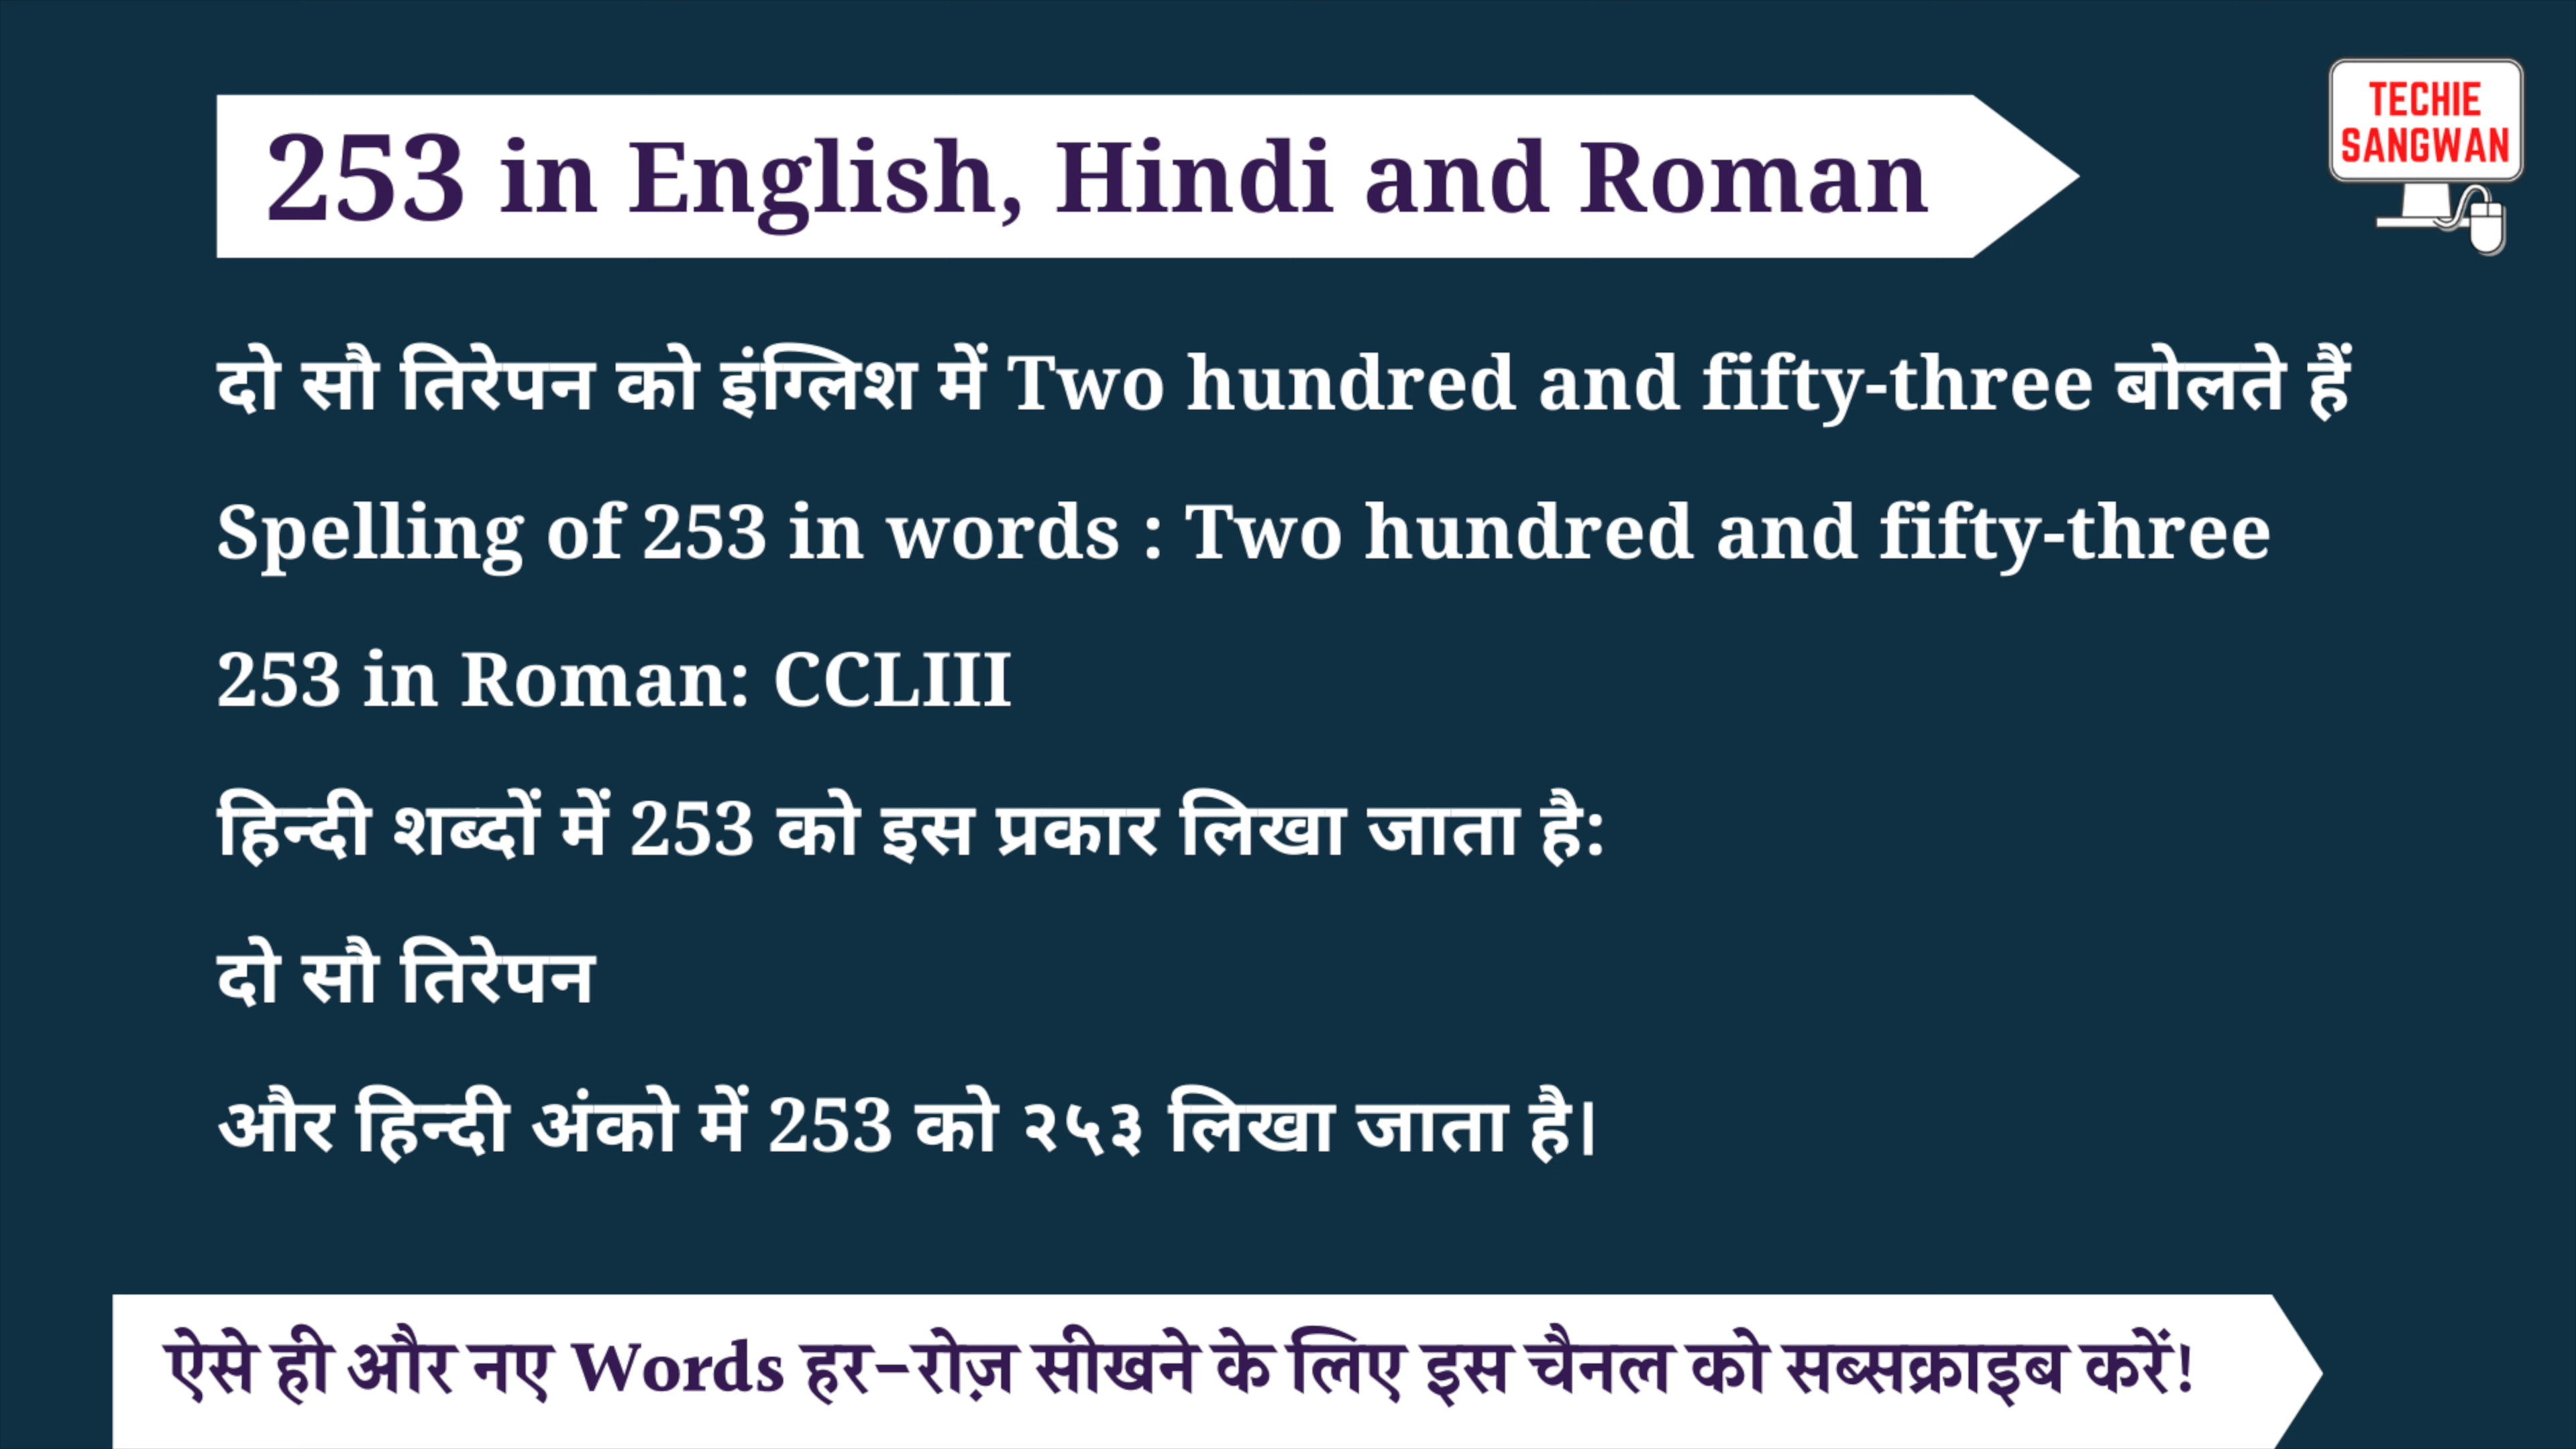 253 in English, Hindi and Roman
TECHIE
SANGWAN
दो सौ तिरेपन को इंग्लिश में Two hundred and fifty-three बोलते हैं
Spelling of 253 in words : Two hundred and fifty-three
253 in Roman: CCLIII
हिन्दी शब्दों में 253 को इस प्रकार लिखा जाता है:
दो सौ तिरेपन
और हिन्दी अंको में 253 को २५३ लिखा जाता है।
ऐसे ही और नए Words हर-रोज़ सीखने के लिए इस चैनल को सब्सक्राइब करें!